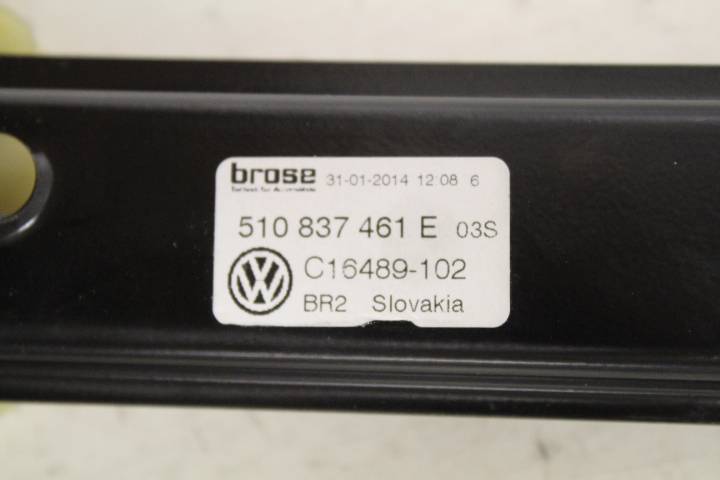 brose 31-01-2014 12:08 6
510 837 461 E 03S
C16489-102
BR2 Slovakia